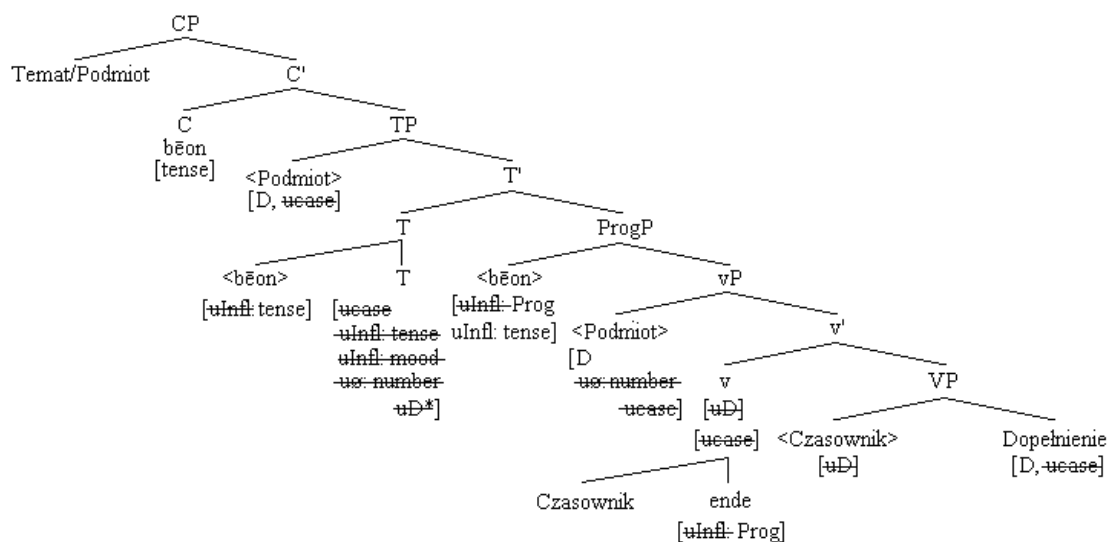 CP
Temat/Podmiot C'
C TP
bēon
[tense] <Podmiot> T'
[D, ucase]
T ProgP
<bēon> T <bēon> vP
[uInfl: tense] [ucase [uInfl: Prog
uInfl: tense uInfl: tense] <Podmiot> v'
uInfl: mood [D
uø: number uø: number v VP
uD*] ucase] [uD]
[ucase] <Czasownik> Dopełnienie
[uD] [D, ucase]
Czasownik ende
[uInfl: Prog]